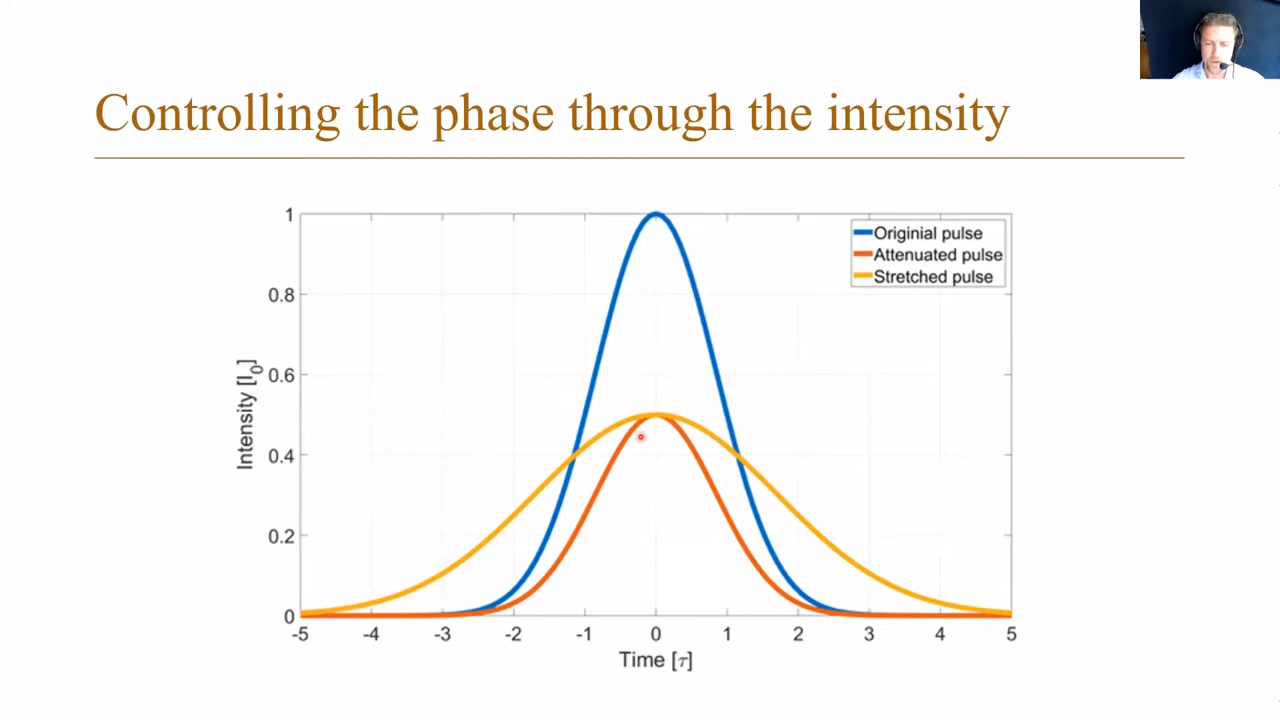 Controlling the phase through the intensity
1
0.8
0.6
0.4
0.2
0
Intensity [I0]
Originial pulse
Attenuated pulse
Stretched pulse
-5 -4 -3 -2 -1 0 1 2 3 4 5
Time [τ]